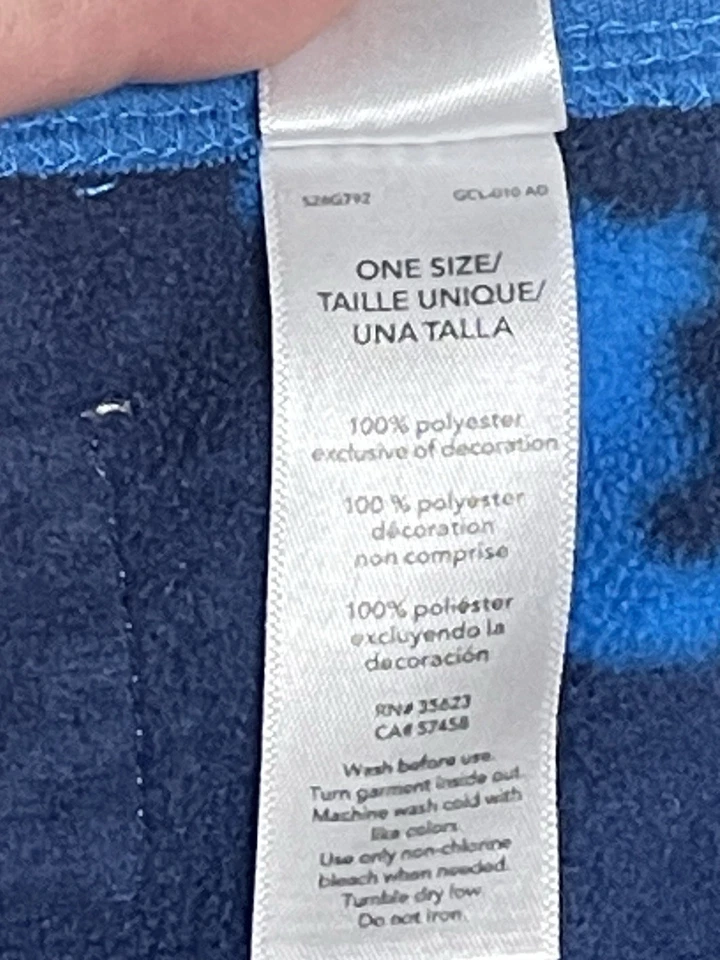 GCL-010 AD
ONE SIZE/
TAILLE UNIQUE/
UNA TALLA
100% polyester
exclusive of decoration
100 % polyester
décoration
non comprise
100% poliéster
excluyendo la
decoración
RN# 35623
CA# 57458
Wash before use.
Turn garment inside out.
Machine wash cold with
like colors.
Use only non-chlorine
bleach when needed.
Tumble dry low.
Do not iron.